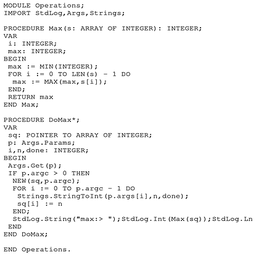 MODULE Operations;
IMPORT StdLog,Args,Strings;

PROCEDURE Max(s: ARRAY OF INTEGER): INTEGER;
VAR
 i: INTEGER;
 max: INTEGER;
BEGIN
 max := MIN(INTEGER);
 FOR i := 0 TO LEN(s) - 1 DO
  max := MAX(max,s[i]);
 END;
 RETURN max
END Max;

PROCEDURE DoMax*;
VAR
 sq: POINTER TO ARRAY OF INTEGER;
 p: Args.Params;
 i,n,done: INTEGER;
BEGIN
 Args.Get(p);
 IF p.argc > 0 THEN
  NEW(sq,p.argc);
  FOR i := 0 TO p.argc - 1 DO
   Strings.StringToInt(p.args[i],n,done);
   sq[i] := n
  END;
  StdLog.String("max:> ");StdLog.Int(Max(sq));StdLog.Ln
 END
END DoMax;

END Operations.